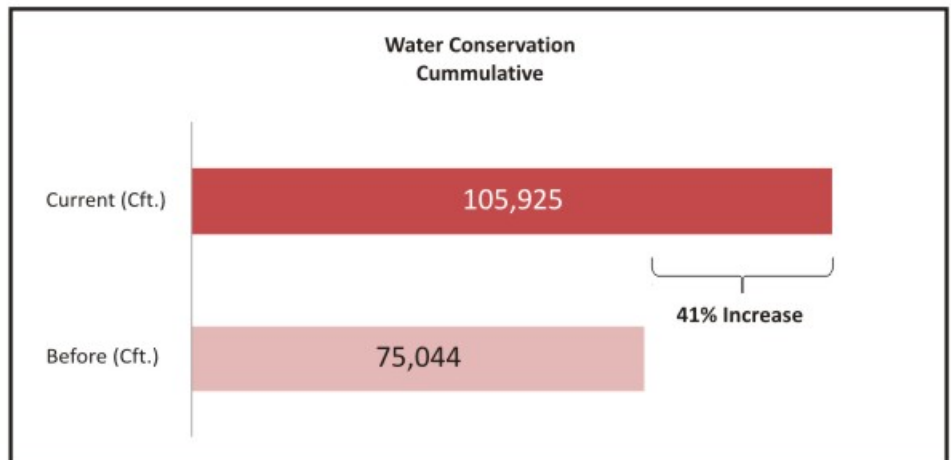 Water Conservation
Cummulative
Current (Cft.)
105,925
41% Increase
Before (Cft.)
75,044